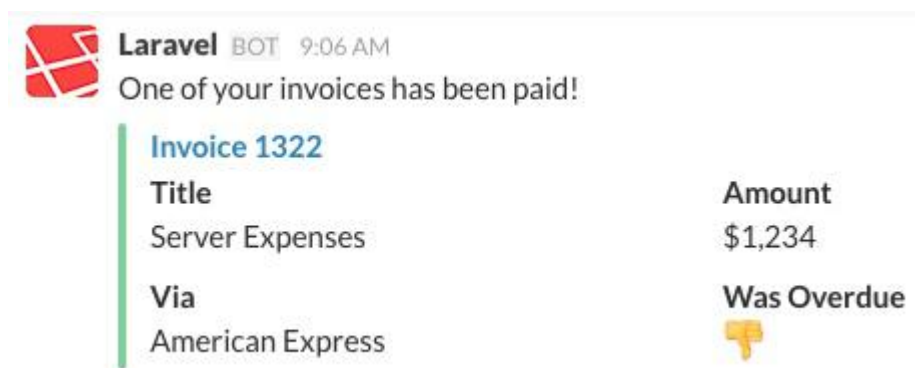 Laravel BOT 9:06 AM
One of your invoices has been paid!
Invoice 1322
Title Amount
Server Expenses $1,234
Via Was Overdue
American Express